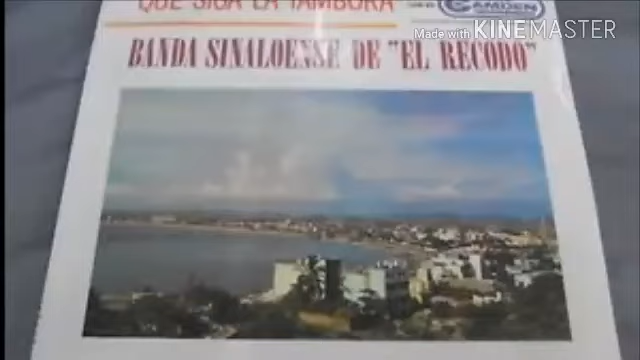 QUE SIGA LA TAMBORA
CAMDEN
Made with KINEMASTER
BANDA SINALOENSE DE "EL RECODO"